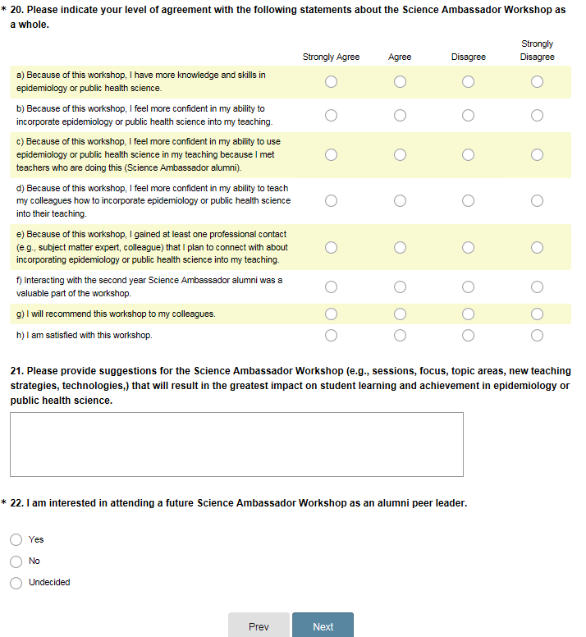 * 20. Please indicate your level of agreement with the following statements about the Science Ambassador Workshop as
a whole.
Strongly Agree Agree Disagree Strongly Disagree
a) Because of this workshop, I have more knowledge and skills in
epidemiology or public health science.
b) Because of this workshop, I feel more confident in my ability to
incorporate epidemiology or public health science into my teaching.
c) Because of this workshop, I feel more confident in my ability to use
epidemiology or public health science in my teaching because I met
teachers who are doing this (Science Ambassador alumni).
d) Because of this workshop, I feel more confident in my ability to teach
my colleagues how to incorporate epidemiology or public health science
into their teaching.
e) Because of this workshop, I gained at least one professional contact
(e.g., subject matter expert, colleague) that I plan to connect with about
incorporating epidemiology or public health science into my teaching.
f) Interacting with the second year Science Ambassador alumni was a
valuable part of the workshop.
g) I will recommend this workshop to my colleagues.
h) I am satisfied with this workshop.
21. Please provide suggestions for the Science Ambassador Workshop (e.g., sessions, focus, topic areas, new teaching
strategies, technologies,) that will result in the greatest impact on student learning and achievement in epidemiology or
public health science.
* 22. I am interested in attending a future Science Ambassador Workshop as an alumni peer leader.
Yes
No
Undecided
Prev Next